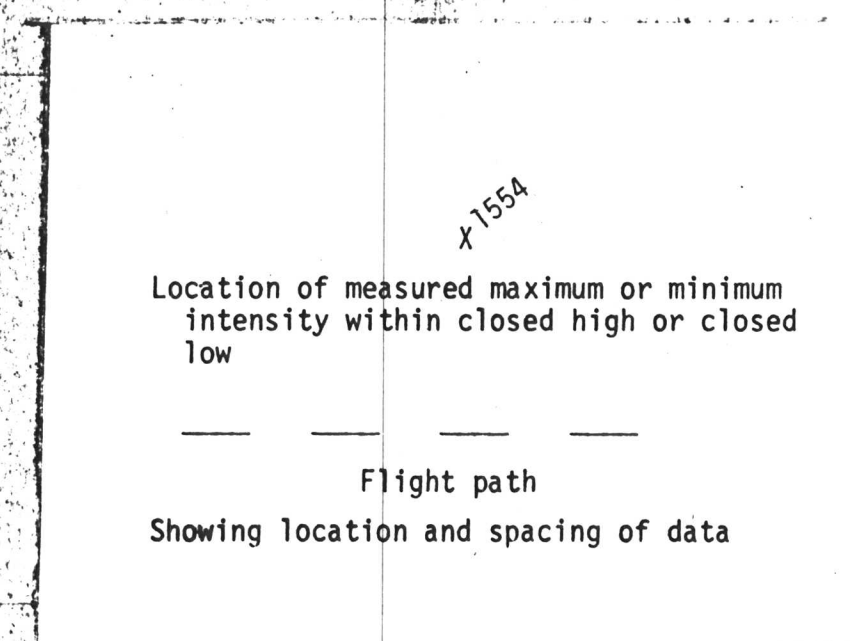 X 1554
Location of measured maximum or minimum
intensity within closed high or closed
low
Flight path
Showing location and spacing of data